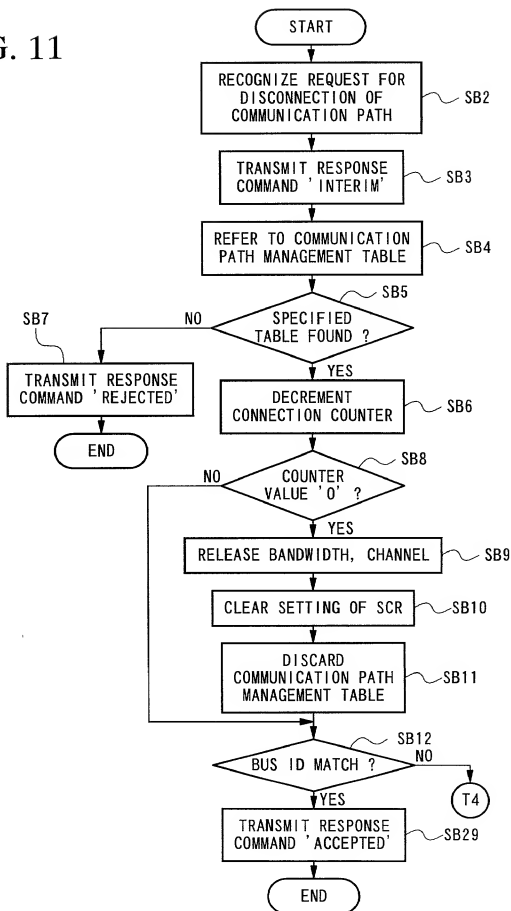 G. 11
START
RECOGNIZE REQUEST FOR
DISCONNECTION OF
COMMUNICATION PATH
SB2
TRANSMIT RESPONSE
COMMAND 'INTERIM'
SB3
REFER TO COMMUNICATION
PATH MANAGEMENT TABLE
SB4
SB5
SPECIFIED
TABLE FOUND ?
NO
SB7
YES
TRANSMIT RESPONSE
COMMAND 'REJECTED'
END
DECREMENT
CONNECTION COUNTER
SB6
SB8
COUNTER
VALUE '0' ?
NO
YES
RELEASE BANDWIDTH, CHANNEL
SB9
CLEAR SETTING OF SCR
SB10
DISCARD
COMMUNICATION PATH
MANAGEMENT TABLE
SB11
SB12
BUS ID MATCH ?
NO
T4
YES
TRANSMIT RESPONSE
COMMAND 'ACCEPTED'
SB29
END